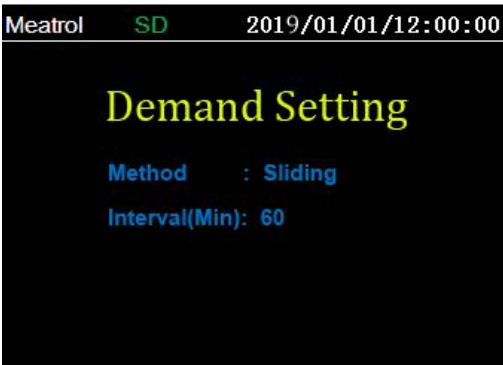 Meatrol SD 2019/01/01/12:00:00
Demand Setting
Method : Sliding
Interval(Min): 60